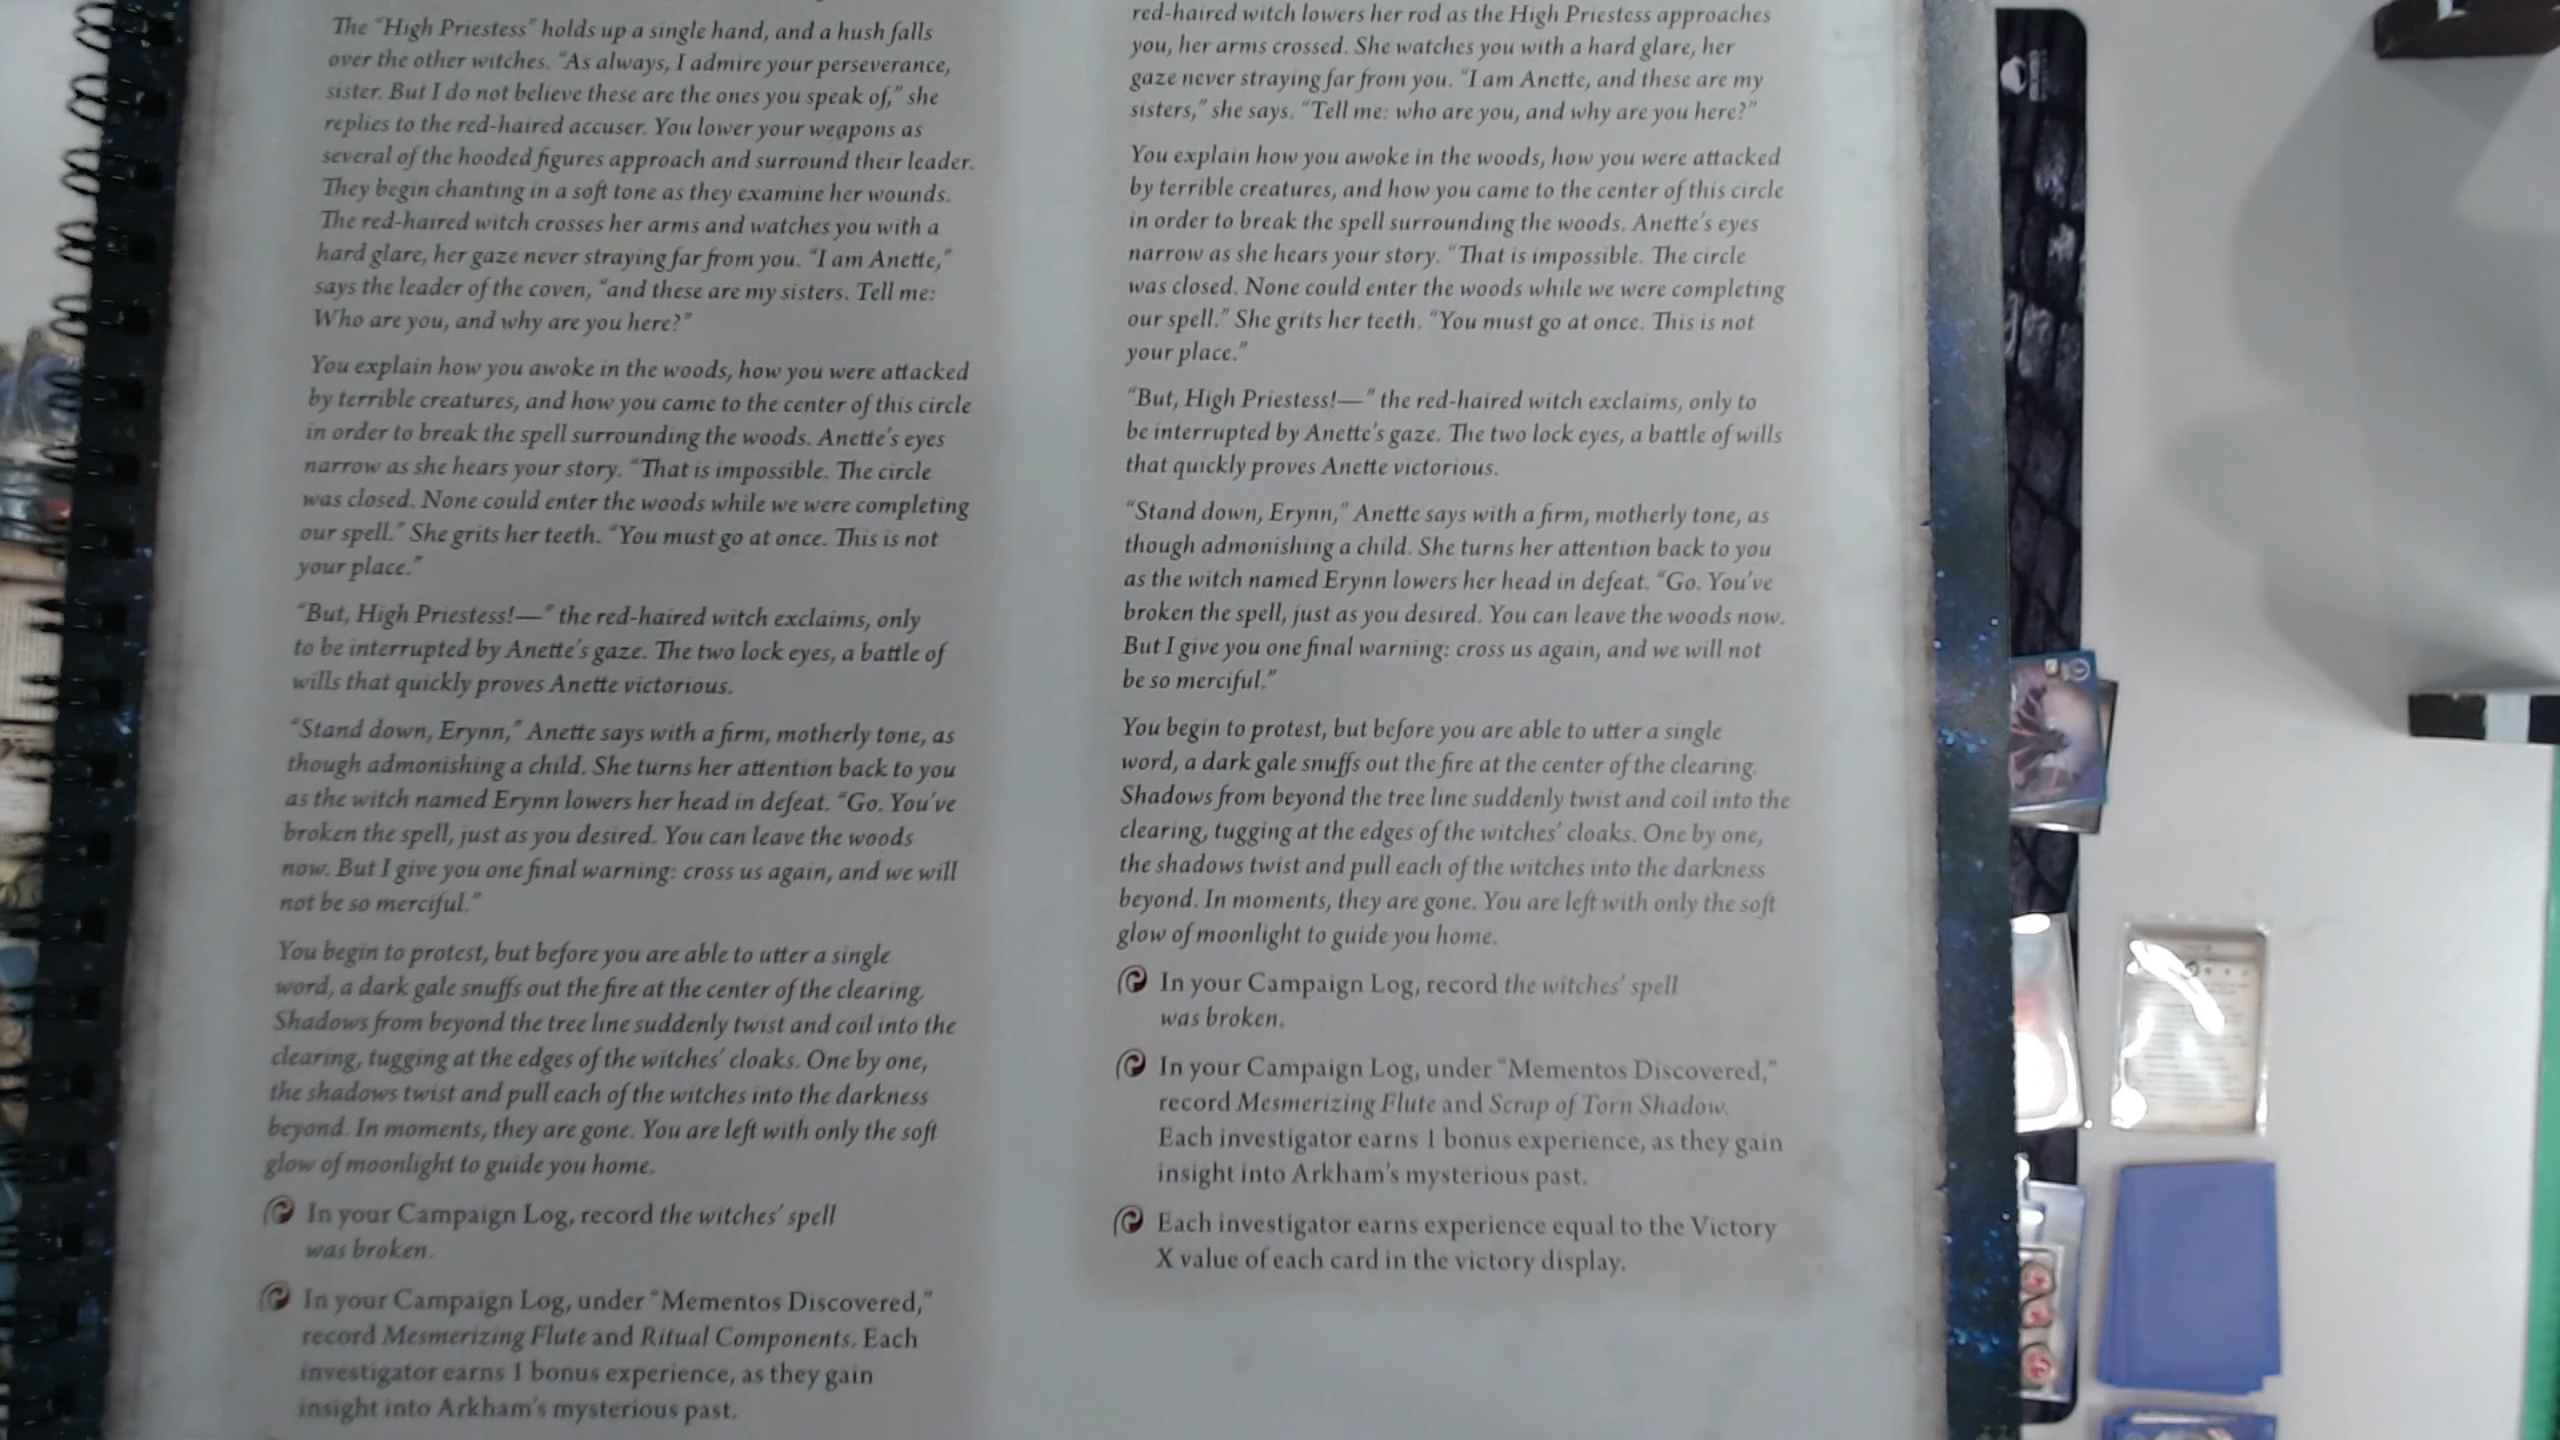 The “High Priestess” holds up a single hand, and a hush falls
over the other witches. “As always, I admire your perseverance,
sister. But I do not believe these are the ones you speak of,” she
replies to the red-haired accuser. You lower your weapons as
several of the hooded figures approach and surround their leader.
They begin chanting in a soft tone as they examine her wounds.
The red-haired witch crosses her arms and watches you with a
hard glare, her gaze never straying far from you. “I am Anette,”
says the leader of the coven, “and these are my sisters. Tell me:
Who are you, and why are you here?”
You explain how you awoke in the woods, how you were attacked
by terrible creatures, and how you came to the center of this circle
in order to break the spell surrounding the woods. Anette’s eyes
narrow as she hears your story. “That is impossible. The circle
was closed. None could enter the woods while we were completing
our spell.” She grits her teeth. “You must go at once. This is not
your place.”
“But, High Priestess!—” the red-haired witch exclaims, only
to be interrupted by Anette’s gaze. The two lock eyes, a battle of
wills that quickly proves Anette victorious.
“Stand down, Erynn,” Anette says with a firm, motherly tone, as
though admonishing a child. She turns her attention back to you
as the witch named Erynn lowers her head in defeat. “Go. You’ve
broken the spell, just as you desired. You can leave the woods
now. But I give you one final warning: cross us again, and we will
not be so merciful.”
You begin to protest, but before you are able to utter a single
word, a dark gale snuffs out the fire at the center of the clearing.
Shadows from beyond the tree line suddenly twist and coil into the
clearing, tugging at the edges of the witches’ cloaks. One by one,
the shadows twist and pull each of the witches into the darkness
beyond. In moments, they are gone. You are left with only the soft
glow of moonlight to guide you home.
In your Campaign Log, record the witches’ spell
was broken.
In your Campaign Log, under “Mementos Discovered,”
record Mesmerizing Flute and Ritual Components. Each
investigator earns 1 bonus experience, as they gain
insight into Arkham’s mysterious past.
red-haired witch lowers her rod as the High Priestess approaches
you, her arms crossed. She watches you with a hard glare, her
gaze never straying far from you. “I am Anette, and these are my
sisters,” she says. “Tell me: who are you, and why are you here?”
You explain how you awoke in the woods, how you were attacked
by terrible creatures, and how you came to the center of this circle
in order to break the spell surrounding the woods. Anette’s eyes
narrow as she hears your story. “That is impossible. The circle
was closed. None could enter the woods while we were completing
our spell.” She grits her teeth. “You must go at once. This is not
your place.”
“But, High Priestess!—” the red-haired witch exclaims, only to
be interrupted by Anette’s gaze. The two lock eyes, a battle of wills
that quickly proves Anette victorious.
“Stand down, Erynn,” Anette says with a firm, motherly tone, as
though admonishing a child. She turns her attention back to you
as the witch named Erynn lowers her head in defeat. “Go. You’ve
broken the spell, just as you desired. You can leave the woods now.
But I give you one final warning: cross us again, and we will not
be so merciful.”
You begin to protest, but before you are able to utter a single
word, a dark gale snuffs out the fire at the center of the clearing.
Shadows from beyond the tree line suddenly twist and coil into the
clearing, tugging at the edges of the witches’ cloaks. One by one,
the shadows twist and pull each of the witches into the darkness
beyond. In moments, they are gone. You are left with only the soft
glow of moonlight to guide you home.
In your Campaign Log, record the witches’ spell
was broken.
In your Campaign Log, under “Mementos Discovered,”
record Mesmerizing Flute and Scrap of Torn Shadow.
Each investigator earns 1 bonus experience, as they gain
insight into Arkham’s mysterious past.
Each investigator earns experience equal to the Victory
X value of each card in the victory display.